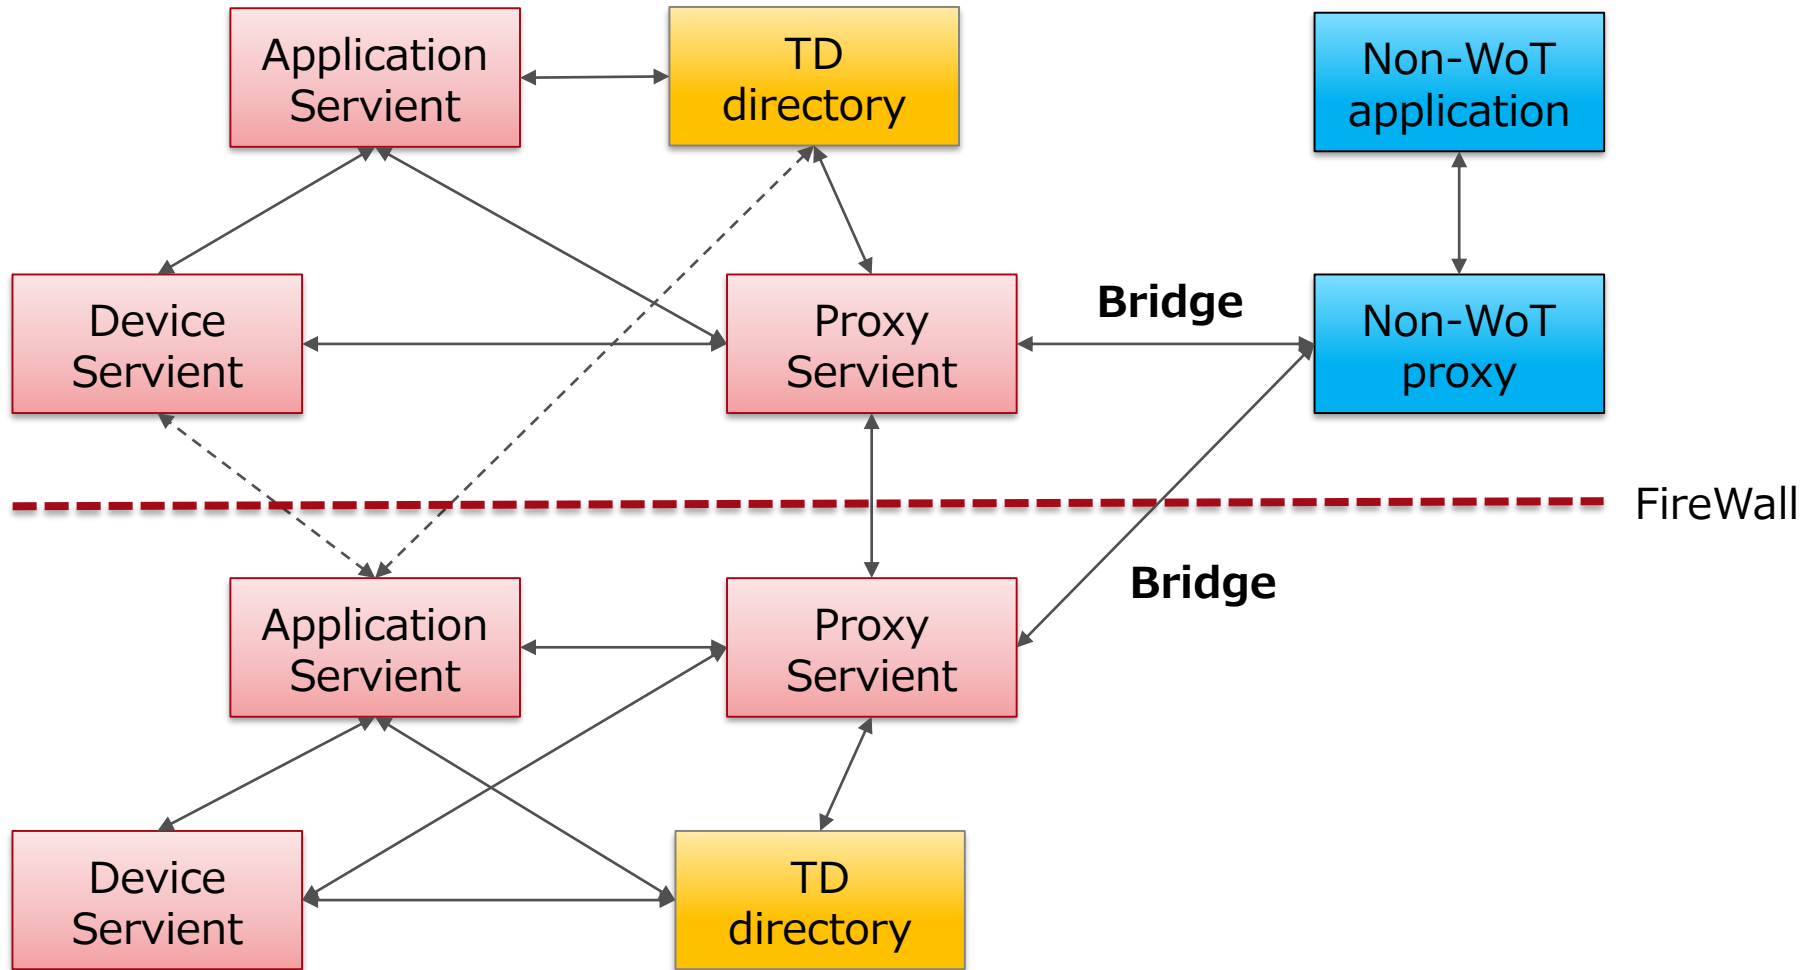 Application
Servient
TD
directory
Non-WoT
application
Device
Servient
Proxy
Servient
Bridge
Non-WoT
proxy
FireWall
Application
Servient
Proxy
Servient
Bridge
Device
Servient
TD
directory